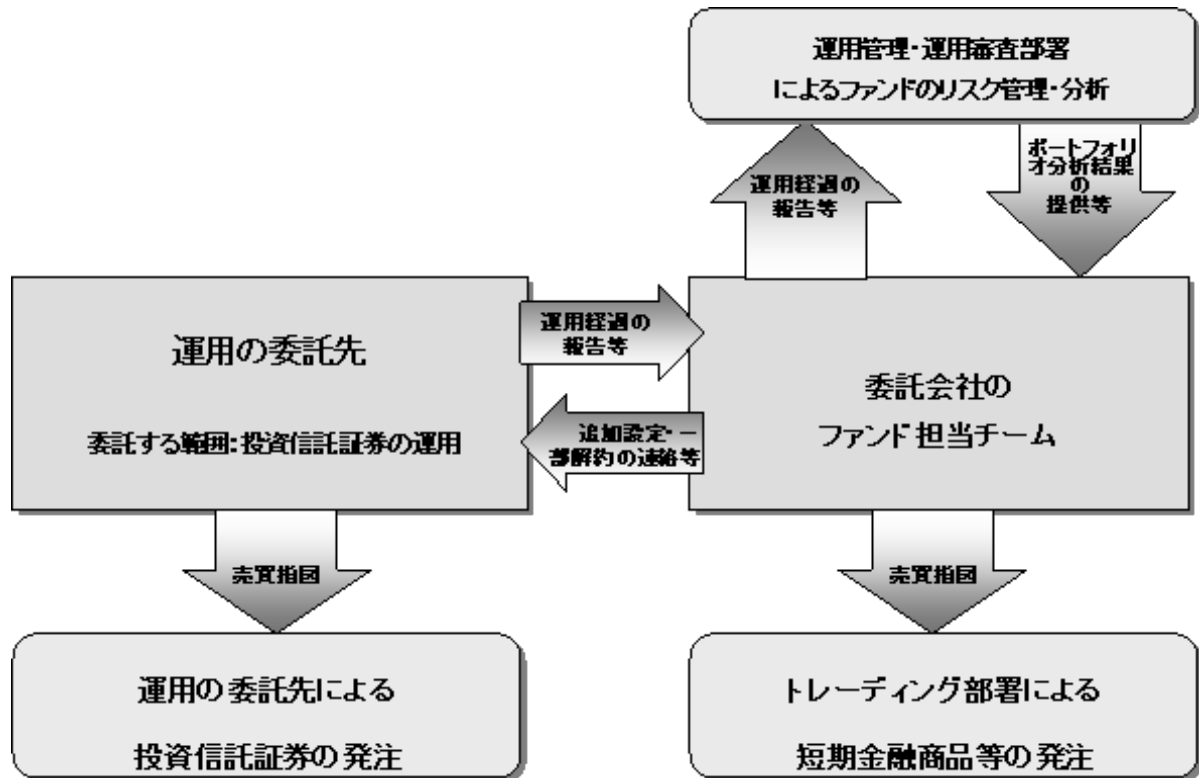 運用管理・運用審査部署
によるファンドのリスク管理・分析
運用経過の
報告等
ポートフォリ
オ分析結果
の
提供等
運用の委託先
委託する範囲：投資信託証券の運用
運用経過の
報告等
追加設定・一
部解約の連絡等
委託会社の
ファンド担当チーム
売買指図
売買指図
運用の委託先による
投資信託証券の発注
トレーディング部署による
短期金融商品等の発注